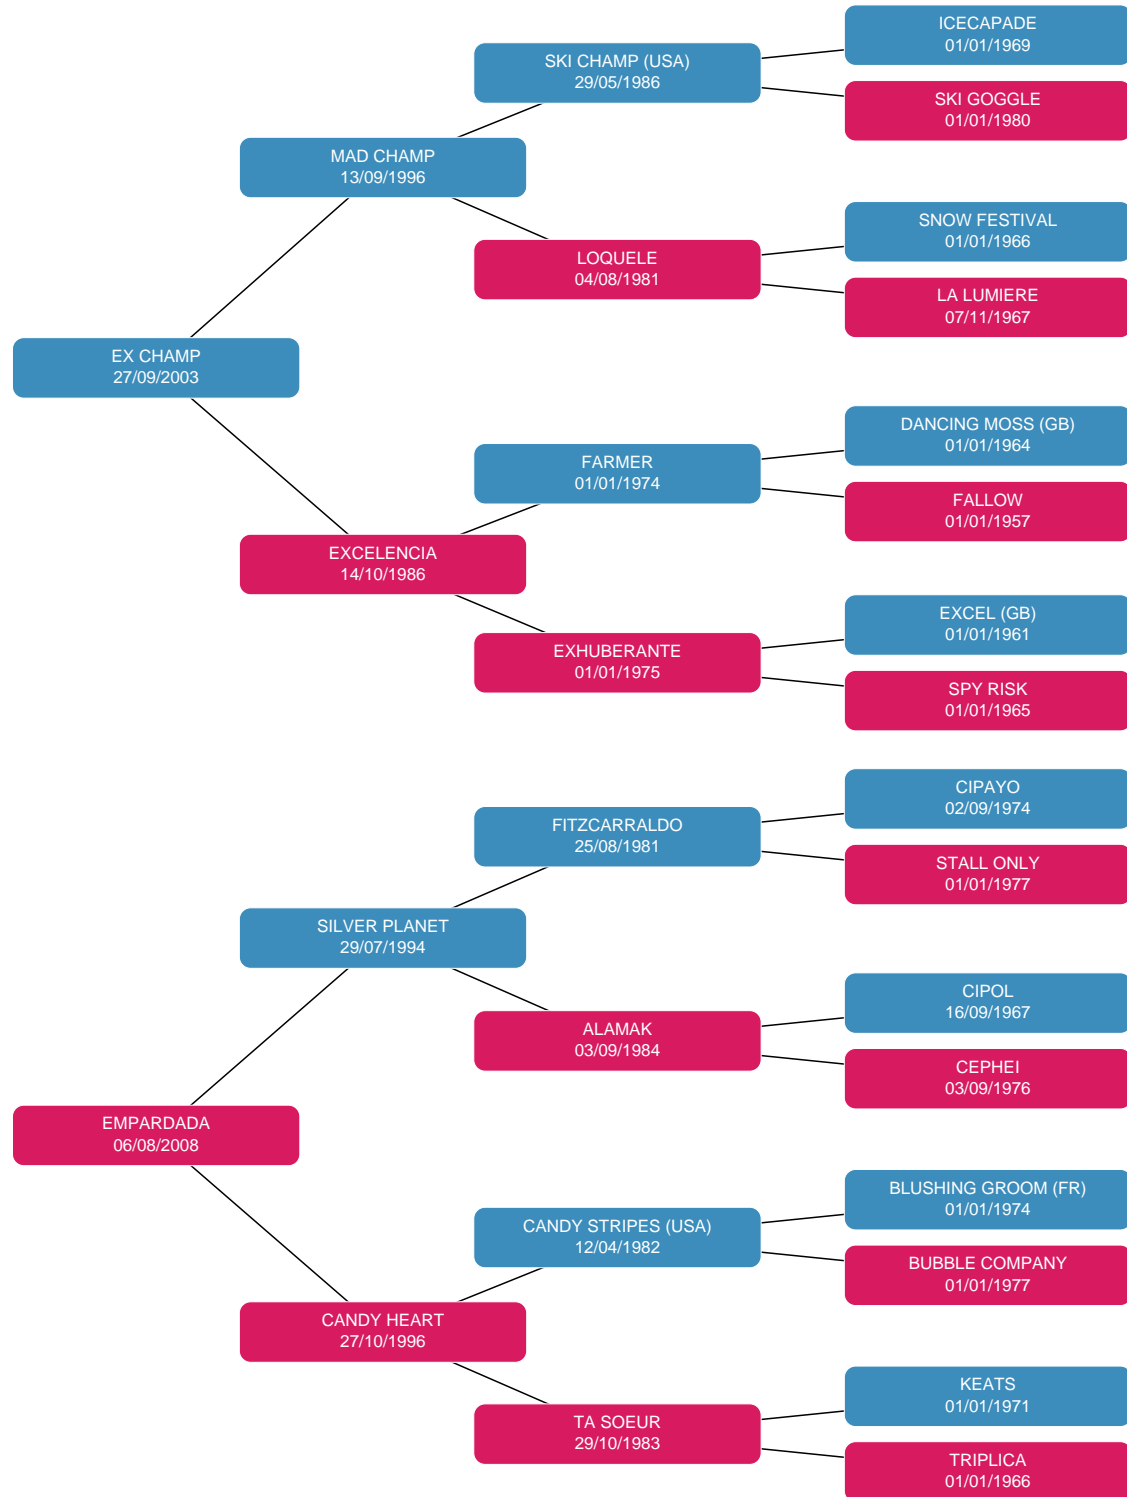 ICECAPADE
01/01/1969
SKI CHAMP (USA)
29/05/1986
SKI GOGGLE
01/01/1980
MAD CHAMP
13/09/1996
SNOW FESTIVAL
01/01/1966
LOQUELE
04/08/1981
LA LUMIERE
07/11/1967
EX CHAMP
27/09/2003
DANCING MOSS (GB)
01/01/1964
FARMER
01/01/1974
FALLOW
01/01/1957
EXCELENCIA
14/10/1986
EXCEL (GB)
01/01/1961
EXHUBERANTE
01/01/1975
SPY RISK
01/01/1965
CIPAYO
02/09/1974
FITZCARRALDO
25/08/1981
STALL ONLY
01/01/1977
SILVER PLANET
29/07/1994
CIPOL
16/09/1967
ALAMAK
03/09/1984
CEPHEI
03/09/1976
EMPARDADA
06/08/2008
BLUSHING GROOM (FR)
01/01/1974
CANDY STRIPES (USA)
12/04/1982
BUBBLE COMPANY
01/01/1977
CANDY HEART
27/10/1996
KEATS
01/01/1971
TA SOEUR
29/10/1983
TRIPLICA
01/01/1966